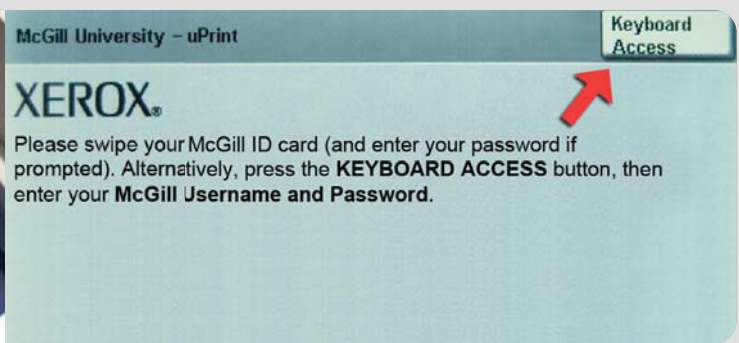 McGill University – uPrint
Keyboard
Access
XEROX®
Please swipe your McGill ID card (and enter your password if
prompted). Alternatively, press the KEYBOARD ACCESS button, then
enter your McGill Username and Password.